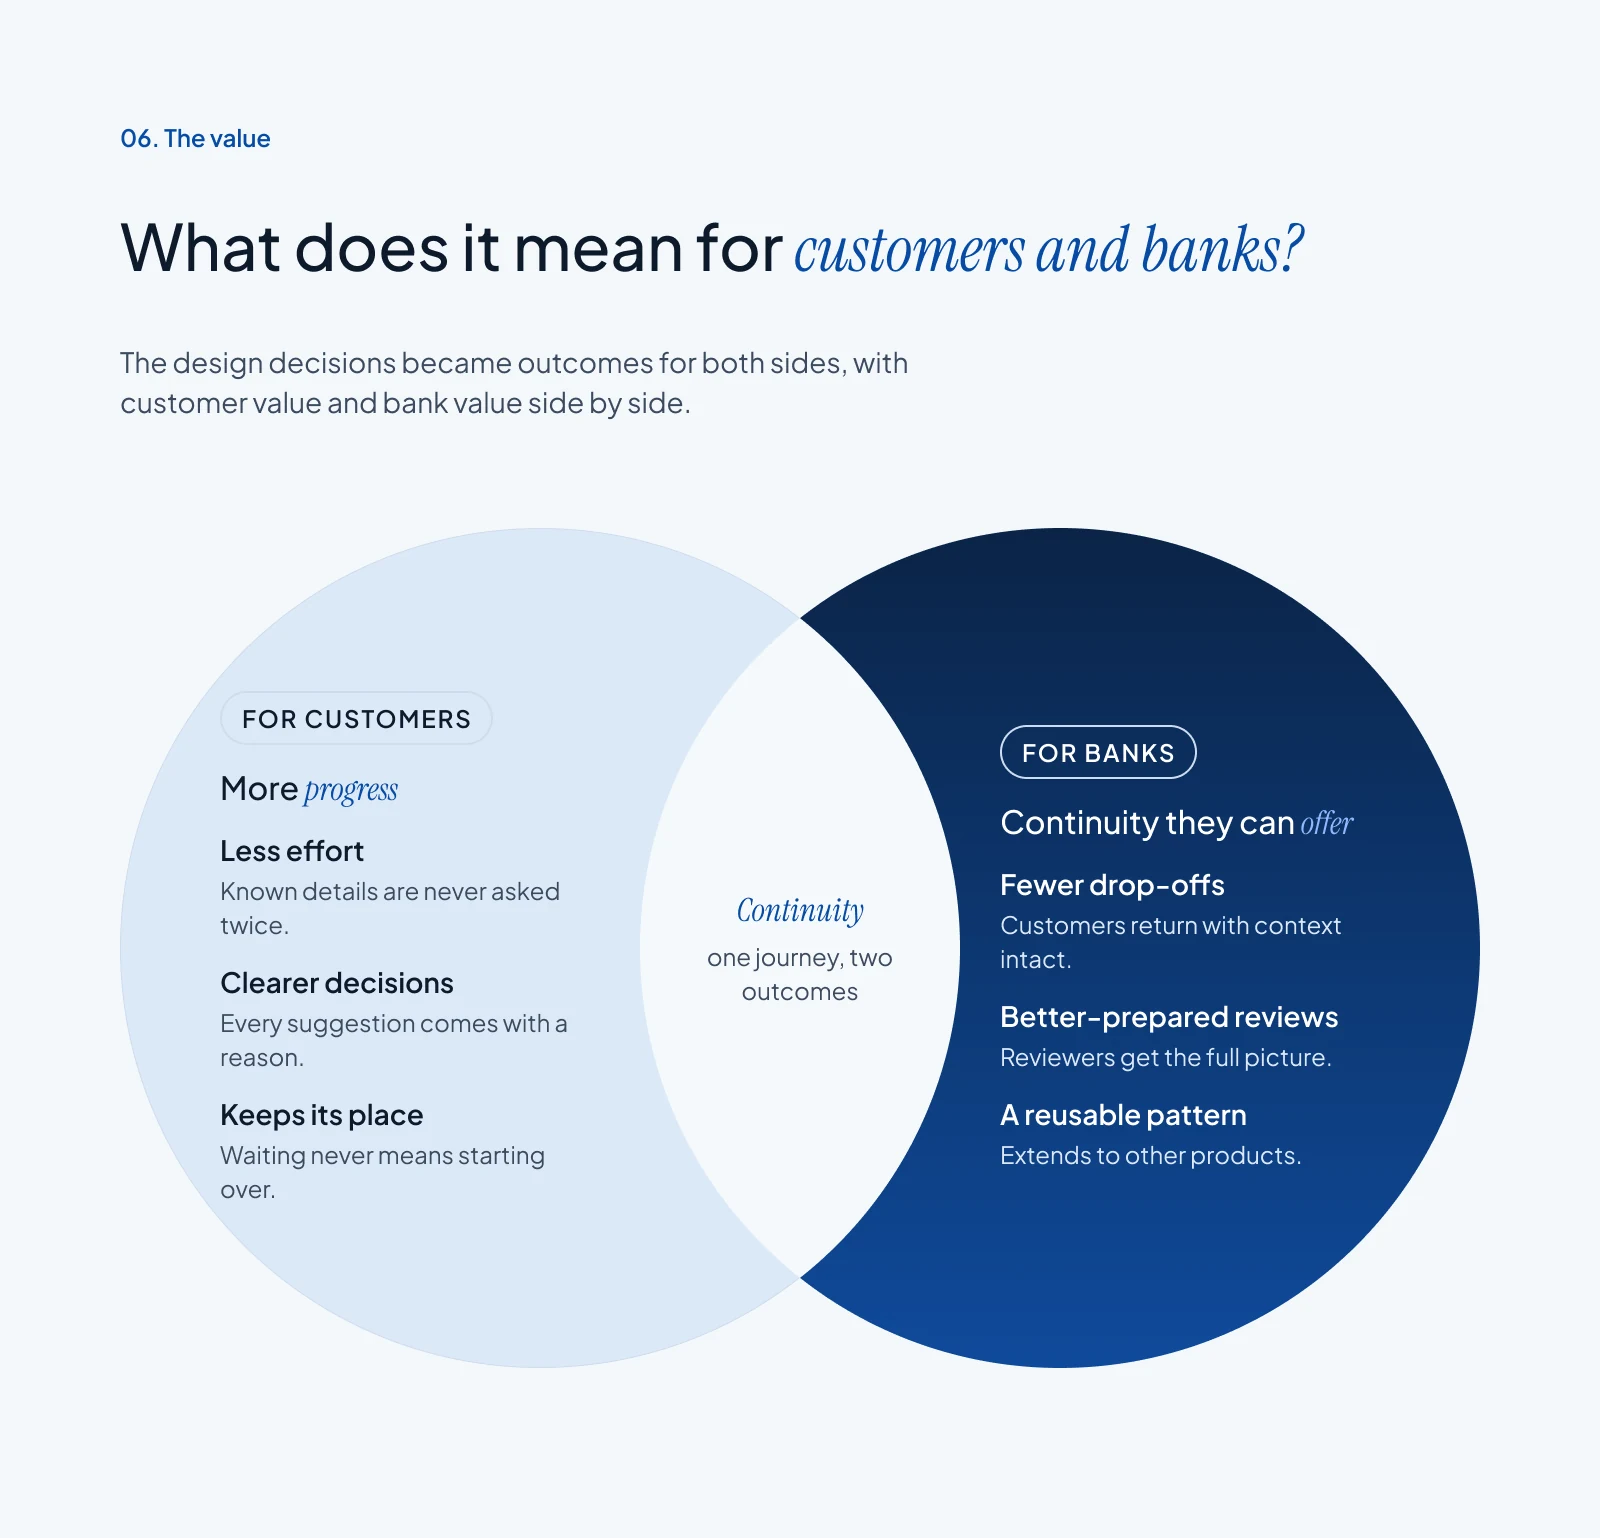 06. The value
What does it mean for customers and banks?
The design decisions became outcomes for both sides, with
customer value and bank value side by side.
FOR CUSTOMERS
More progress
Less effort
Known details are never asked
twice.
Clearer decisions
Every suggestion comes with a
reason.
Keeps its place
Waiting never means starting
over.
Continuity
one journey, two
outcomes
FOR BANKS
Continuity they can offer
Fewer drop-offs
Customers return with context
intact.
Better-prepared reviews
Reviewers get the full picture.
A reusable pattern
Extends to other products.